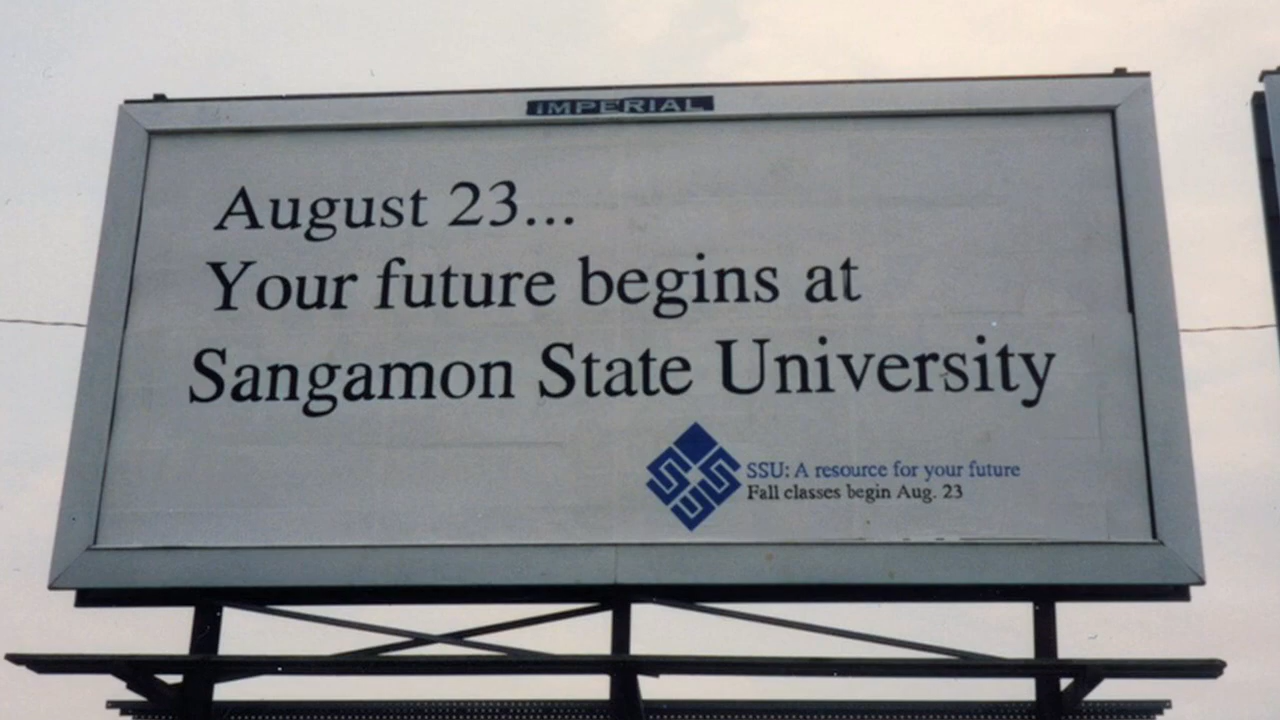 IMPERIAL
August 23...
Your future begins at
Sangamon State University
SSU: A resource for your future
Fall classes begin Aug. 23